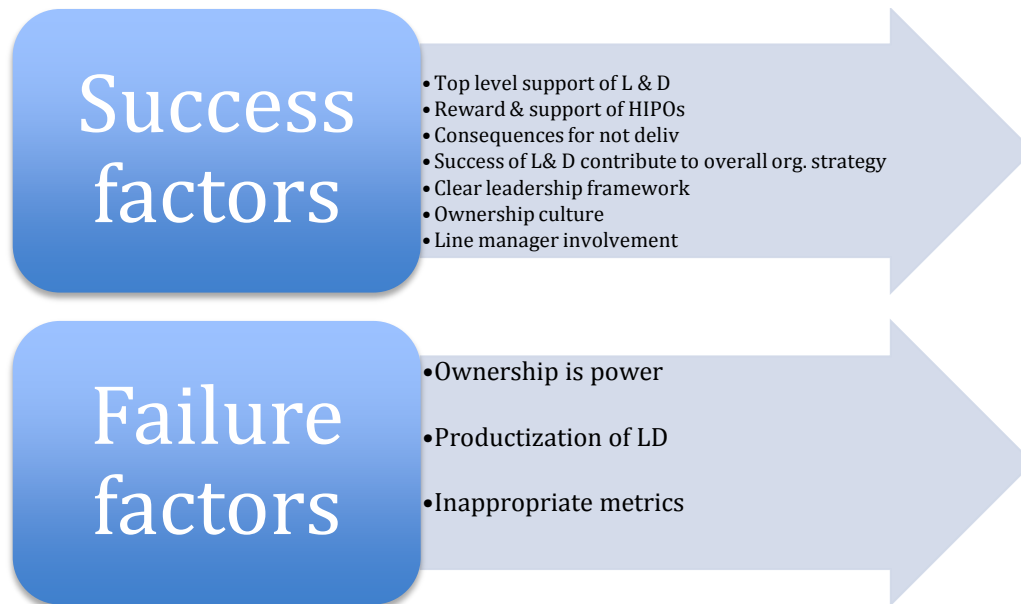 Success
factors
• Top level support of L & D
• Reward & support of HIPOs
• Consequences for not deliv
• Success of L& D contribute to overall org. strategy
• Clear leadership framework
• Ownership culture
• Line manager involvement
Failure
factors
•Ownership is power
•Productization of LD
•Inappropriate metrics